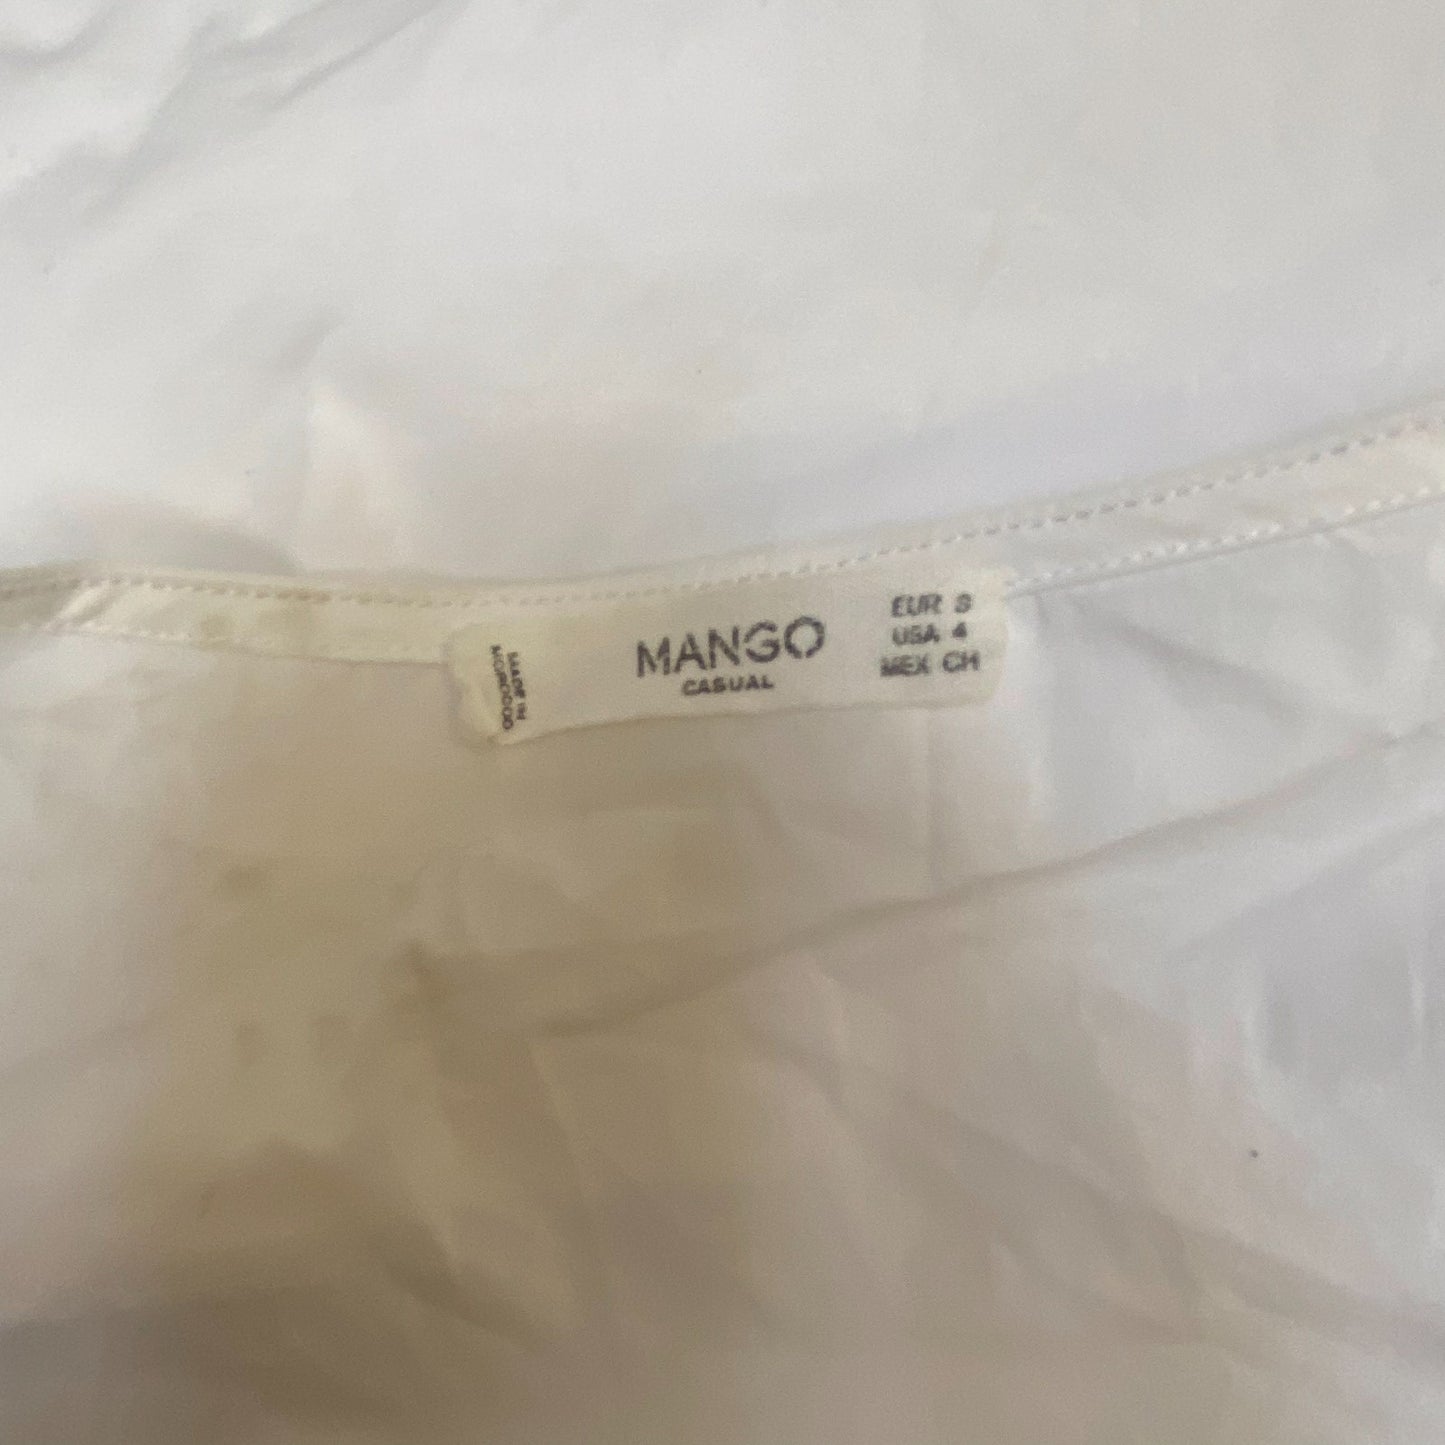 MANGO
CASUAL
EUR S
USA 4
MEX CH
MADE IN
MOROCCO